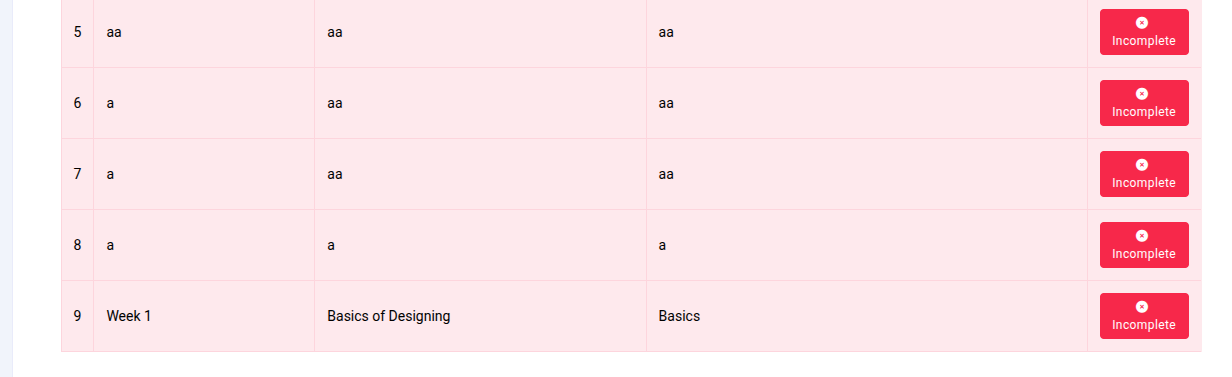 5 aa aa aa Incomplete
6 a aa aa Incomplete
7 a aa aa Incomplete
8 a a a Incomplete
9 Week 1 Basics of Designing Basics Incomplete